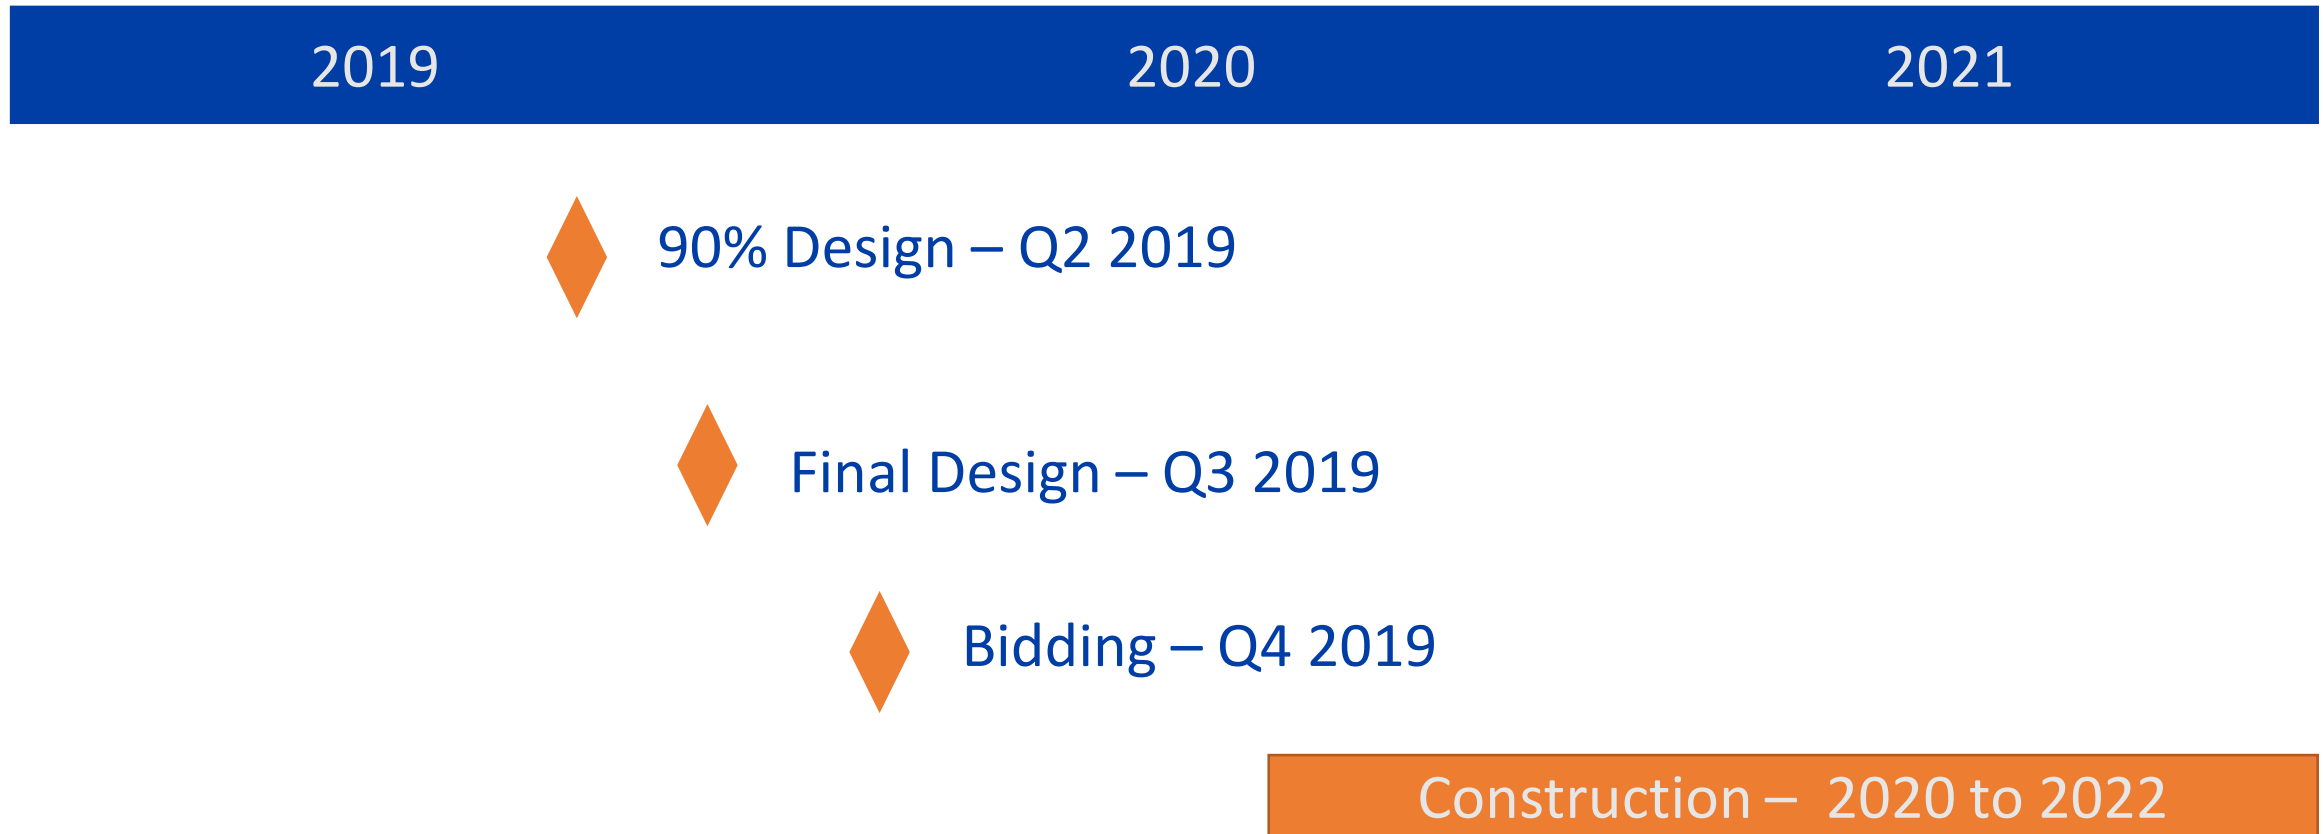 2019 2020 2021
90% Design – Q2 2019
Final Design – Q3 2019
Bidding – Q4 2019
Construction – 2020 to 2022